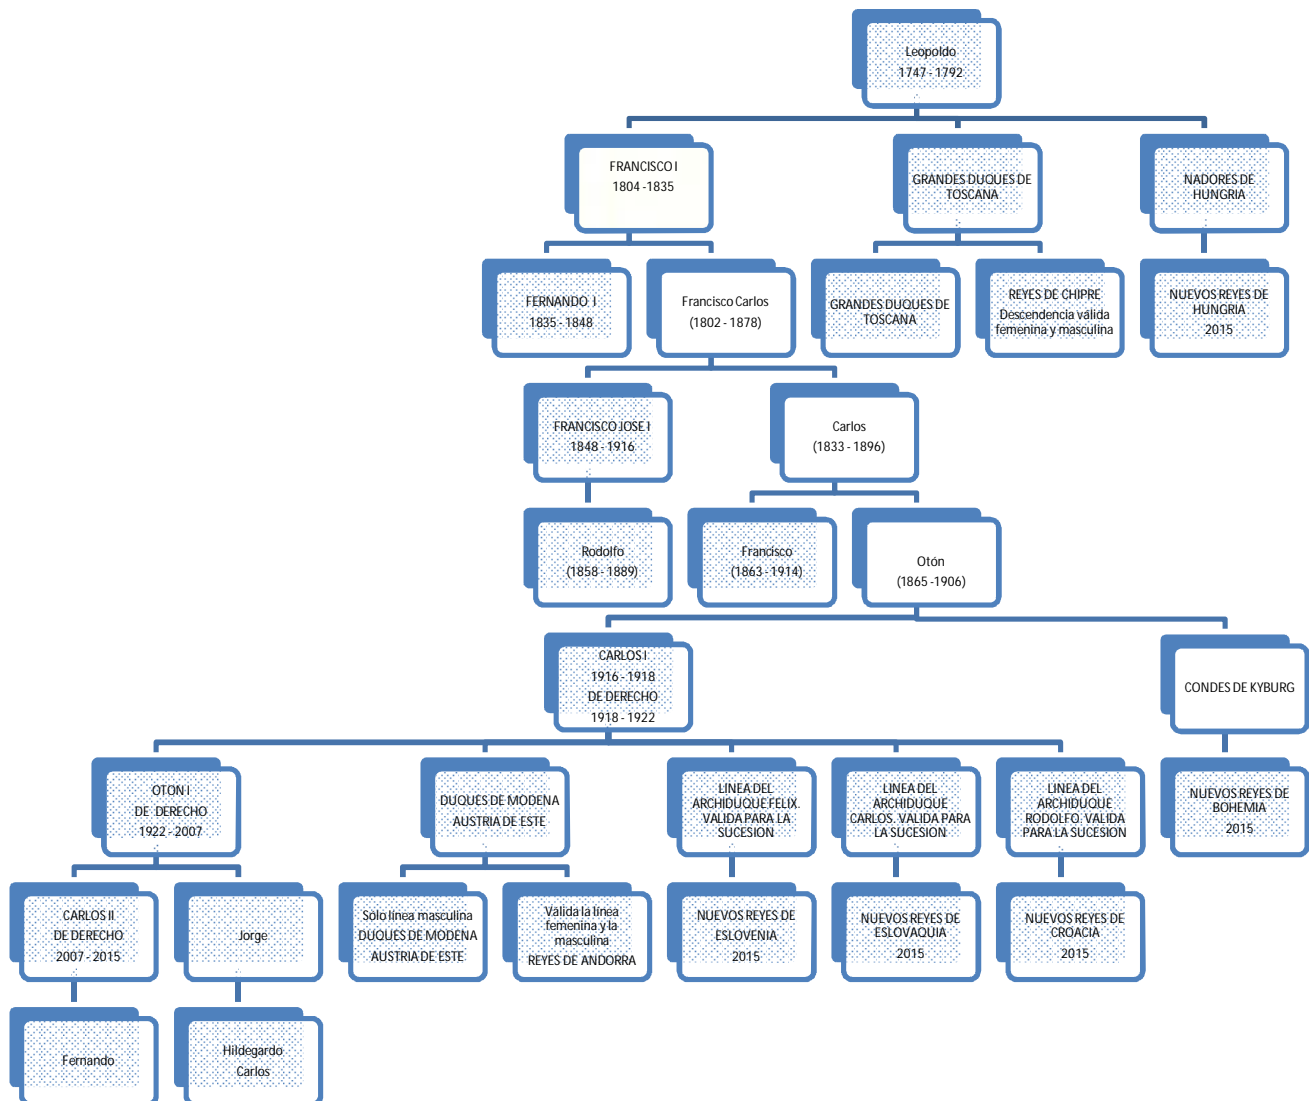 Leopoldo
1747 - 1792
FRANCISCO I
1804 -1835
GRANDES DUQUES DE
TOSCANA
NADORES DE
HUNGRIA
FERNANDO I
1835 - 1848
Francisco Carlos
(1802 - 1878)
GRANDES DUQUES DE
TOSCANA
REYES DE CHIPRE
Descendencia válida
femenina y masculina
NUEVOS REYES DE
HUNGRIA
2015
FRANCISCO JOSE I
1848 - 1916
Carlos
(1833 - 1896)
Rodolfo
(1858 - 1889)
Francisco
(1863 - 1914)
Otón
(1865 -1906)
CARLOS I
1916 - 1918
DE DERECHO
1918 - 1922
CONDES DE KYBURG
OTON I
DE DERECHO
1922 - 2007
DUQUES DE MODENA
AUSTRIA DE ESTE
LINEA DEL
ARCHIDUQUE FELIX.
VALIDA PARA LA
SUCESION
LINEA DEL
ARCHIDUQUE
CARLOS. VALIDA PARA
LA SUCESION
LINEA DEL
ARCHIDUQUE
RODOLFO. VALIDA
PARA LA SUCESION
NUEVOS REYES DE
BOHEMIA
2015
CARLOS II
DE DERECHO
2007 - 2015
Jorge
Sólo línea masculina
DUQUES DE MODENA
AUSTRIA DE ESTE
Válida la línea
femenina y la
masculina
REYES DE ANDORRA
NUEVOS REYES DE
ESLOVENIA
2015
NUEVOS REYES DE
ESLOVAQUIA
2015
NUEVOS REYES DE
CROACIA
2015
Fernando
Hildegardo
Carlos